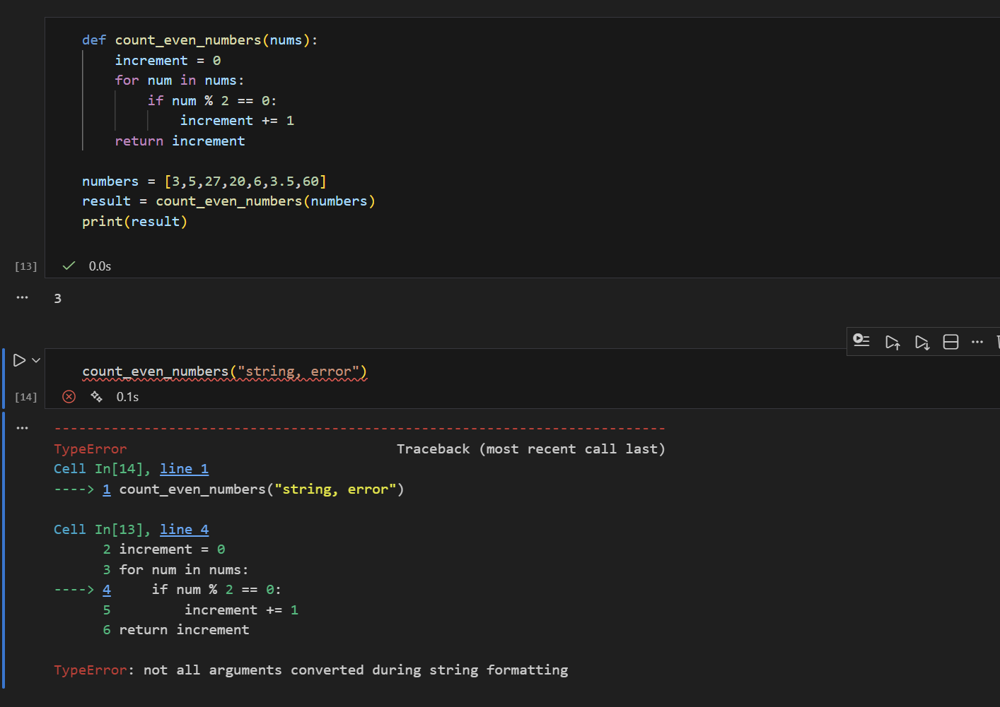 def count_even_numbers(nums):
    increment = 0
    for num in nums:
        if num % 2 == 0:
            increment += 1
    return increment

numbers = [3,5,27,20,6,3.5,60]
result = count_even_numbers(numbers)
print(result)
[13] 0.0s
3
count_even_numbers("string, error")
[14] 0.1s
---------------------------------------------------------------------------
TypeError                                 Traceback (most recent call last)
Cell In[14], line 1
----> 1 count_even_numbers("string, error")

Cell In[13], line 4
      2 increment = 0
      3 for num in nums:
----> 4     if num % 2 == 0:
      5         increment += 1
      6 return increment

TypeError: not all arguments converted during string formatting